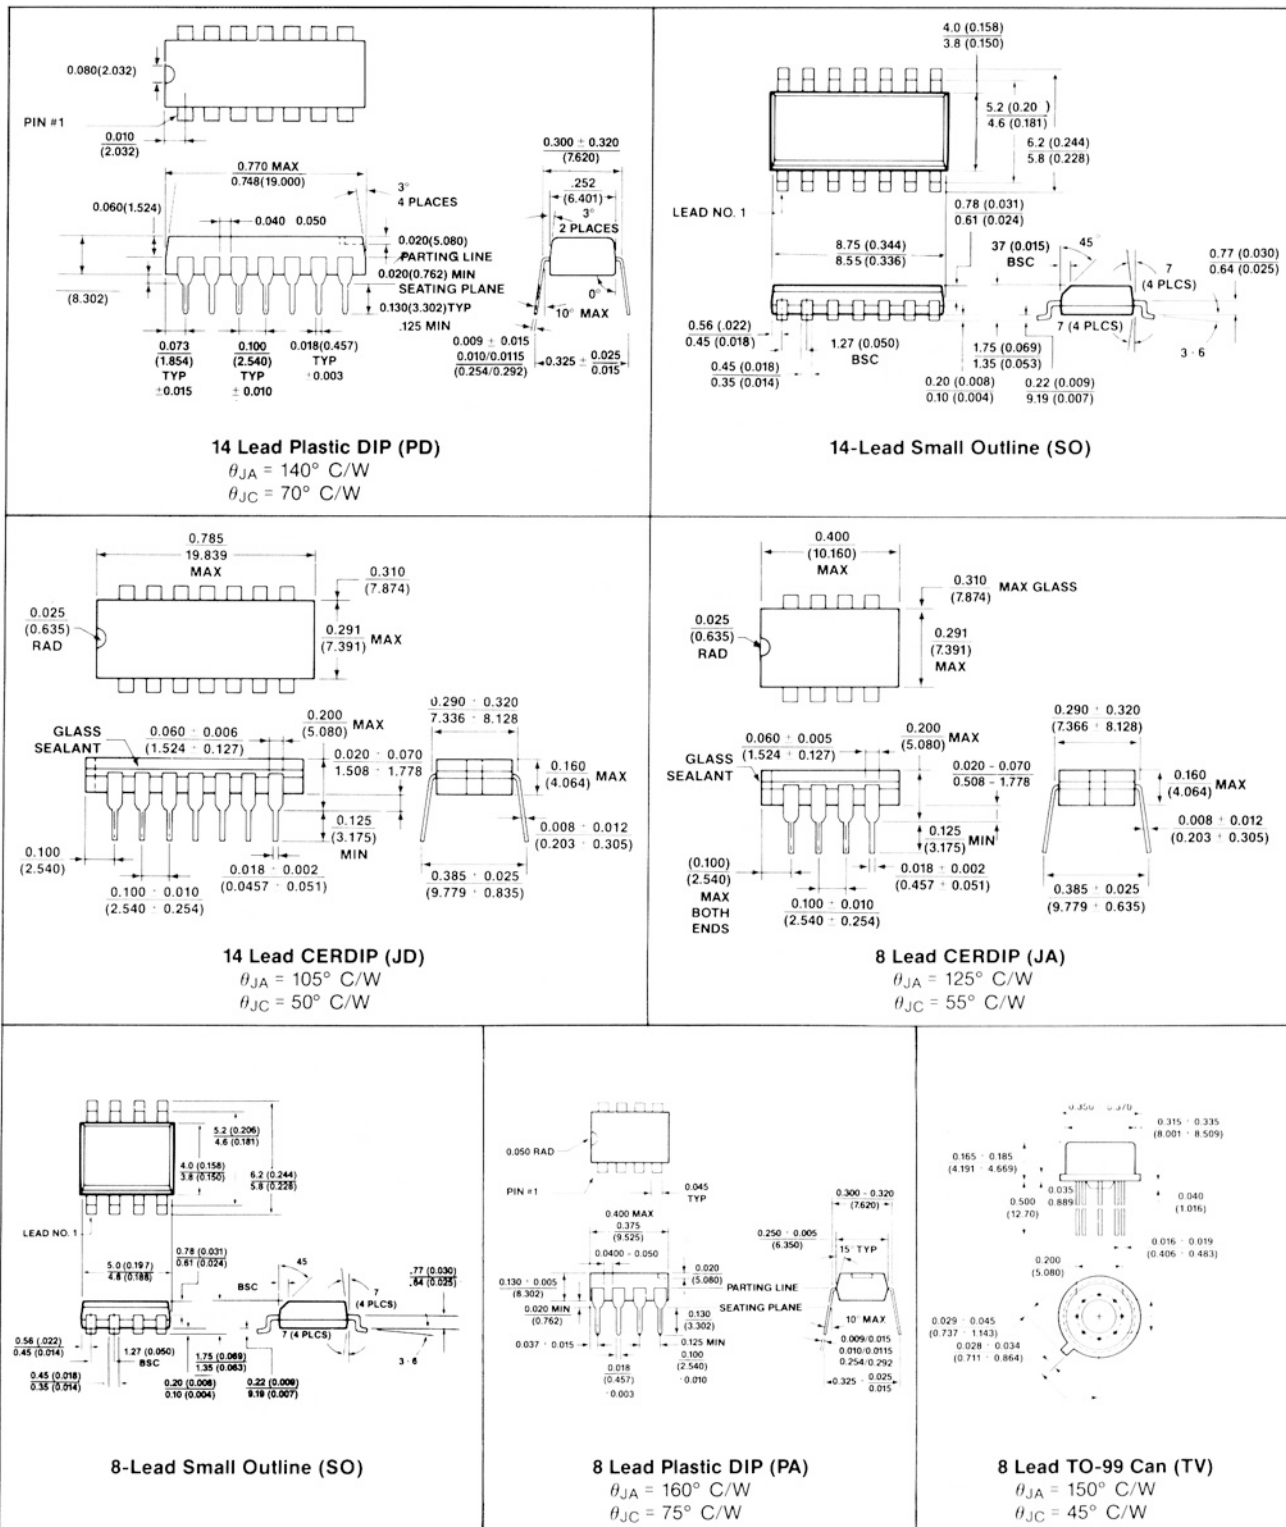 0.080(2.032)
PIN #1
0.010
(2.032)
0.770 MAX
0.748(19.000)
3°
4 PLACES
0.060(1.524)
0.040 0.050
0.020(5.080)
PARTING LINE
0.020(0.762) MIN
SEATING PLANE
(8.302)
0.130(3.302)TYP
.125 MIN
0.073
(1.854)
TYP
±0.015
0.100
(2.540)
TYP
± 0.010
0.018(0.457)
TYP
±0.003
0.300 ± 0.320
(7.620)
.252
(6.401)
3°
2 PLACES
0°
10° MAX
0.009 ± 0.015
0.010/0.0115
(0.254/0.292)
0.325 ± 0.025
0.015
14 Lead Plastic DIP (PD)
θJA = 140° C/W
θJC = 70° C/W
4.0 (0.158)
3.8 (0.150)
5.2 (0.20 )
4.6 (0.181)
6.2 (0.244)
5.8 (0.228)
LEAD NO. 1
0.78 (0.031)
0.61 (0.024)
8.75 (0.344)
8.55 (0.336)
37 (0.015)
BSC
45°
7
(4 PLCS)
0.77 (0.030)
0.64 (0.025)
7 (4 PLCS)
3 - 6
0.56 (.022)
0.45 (0.018)
1.27 (0.050)
BSC
0.45 (0.018)
0.35 (0.014)
1.75 (0.069)
1.35 (0.053)
0.20 (0.008)
0.10 (0.004)
0.22 (0.009)
9.19 (0.007)
14-Lead Small Outline (SO)
0.785
19.839
MAX
0.310
(7.874)
0.025
(0.635)
RAD
0.291
(7.391) MAX
GLASS
SEALANT
0.060 · 0.006
(1.524 · 0.127)
0.200
(5.080) MAX
0.020 · 0.070
1.508 · 1.778
0.125
(3.175)
MIN
0.100
(2.540)
0.100 · 0.010
(2.540 ± 0.254)
0.018 · 0.002
(0.0457 · 0.051)
0.290 · 0.320
7.336 · 8.128
0.160
(4.064) MAX
0.008 · 0.012
(0.203 · 0.305)
0.385 · 0.025
(9.779 · 0.835)
14 Lead CERDIP (JD)
θJA = 105° C/W
θJC = 50° C/W
0.400
(10.160)
MAX
0.310
(7.874) MAX GLASS
0.025
(0.635)
RAD
0.291
(7.391)
MAX
0.060 ± 0.005
(1.524 ± 0.127)
GLASS
SEALANT
0.200
(5.080) MAX
0.020 - 0.070
0.508 - 1.778
0.125
(3.175) MIN
(0.100)
(2.540)
MAX
BOTH
ENDS
0.100 ± 0.010
(2.540 ± 0.254)
0.018 ± 0.002
(0.457 ± 0.051)
0.290 · 0.320
(7.366 · 8.128)
0.160
(4.064) MAX
0.008 ± 0.012
(0.203 ± 0.305)
0.385 ± 0.025
(9.779 ± 0.635)
8 Lead CERDIP (JA)
θJA = 125° C/W
θJC = 55° C/W
5.2 (0.206)
4.6 (0.181)
4.0 (0.158)
3.8 (0.150)
6.2 (0.244)
5.8 (0.228)
LEAD NO. 1
5.0 (0.197)
4.8 (0.188)
0.78 (0.031)
0.61 (0.024)
BSC
45
7
(4 PLCS)
.77 (0.030)
.64 (0.025)
7 (4 PLCS)
3 - 6
0.56 (.022)
0.45 (0.014)
1.27 (0.050)
BSC
0.45 (0.018)
0.35 (0.014)
1.75 (0.069)
1.35 (0.063)
0.20 (0.006)
0.10 (0.004)
0.22 (0.009)
9.19 (0.007)
8-Lead Small Outline (SO)
0.050 RAD
PIN #1
0.045
TYP
0.400 MAX
0.375
(9.525)
0.0400 - 0.050
0.130 · 0.005
(8.302)
0.020
(5.080)
PARTING LINE
0.020 MIN
(0.762)
SEATING PLANE
0.130
(3.302)
0.037 · 0.015
0.125 MIN
0.018
(0.457)
·0.003
0.100
(2.540)
·0.010
0.300 - 0.320
(7.620)
0.250 · 0.005
(6.350)
15° TYP
10° MAX
0.009/0.015
0.010/0.0115
0.254/0.292
0.325 · 0.025
0.015
8 Lead Plastic DIP (PA)
θJA = 160° C/W
θJC = 75° C/W
0.350 · 0.370
0.315 · 0.335
(8.001 · 8.509)
0.165 · 0.185
(4.191 · 4.669)
0.035
0.889
0.500
(12.70)
0.040
(1.016)
0.016 · 0.019
(0.406 · 0.483)
0.200
(5.080)
0.029 · 0.045
(0.737 · 1.143)
0.028 · 0.034
(0.711 · 0.864)
8 Lead TO-99 Can (TV)
θJA = 150° C/W
θJC = 45° C/W